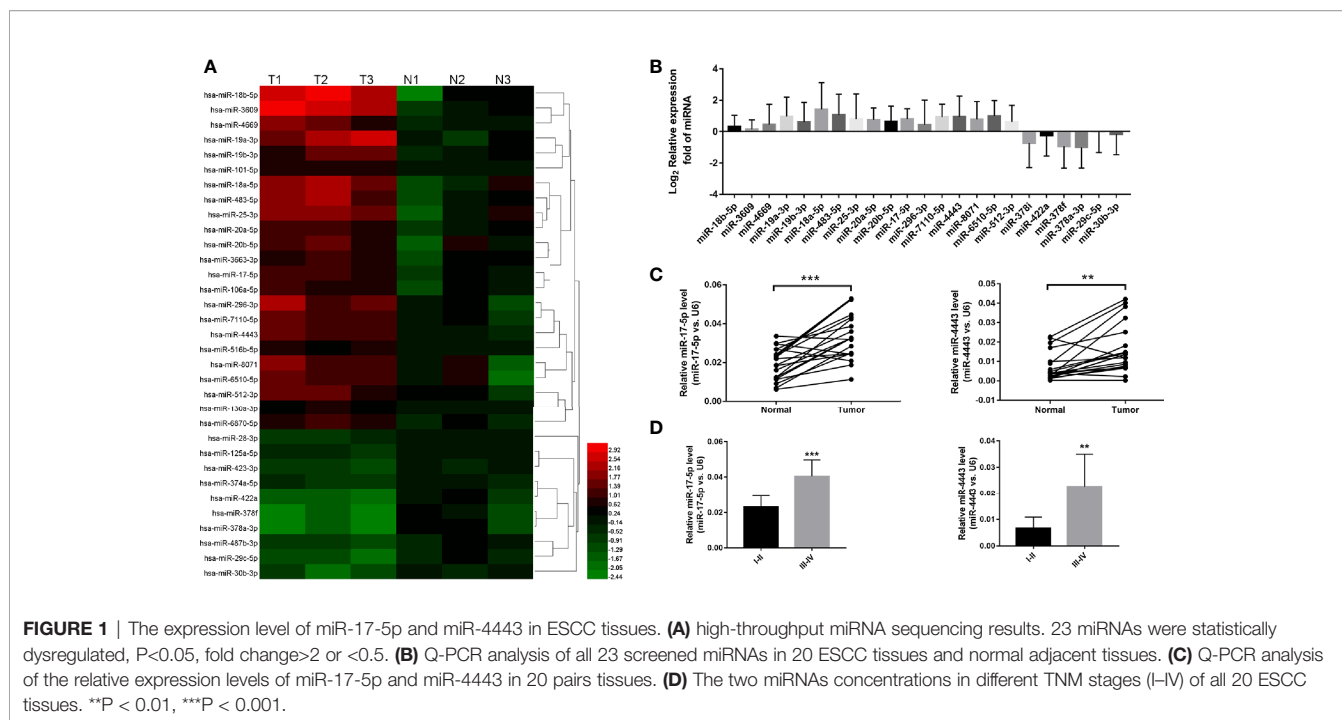 A
T1 T2 T3 N1 N2 N3
hsa-miR-18b-5p
hsa-miR-3609
hsa-miR-4669
hsa-miR-19a-3p
hsa-miR-19b-3p
hsa-miR-101-5p
hsa-miR-18a-5p
hsa-miR-483-5p
hsa-miR-25-3p
hsa-miR-20a-5p
hsa-miR-20b-5p
hsa-miR-3663-3p
hsa-miR-17-5p
hsa-miR-106a-5p
hsa-miR-296-3p
hsa-miR-7110-5p
hsa-miR-4443
hsa-miR-516b-5p
hsa-miR-8071
hsa-miR-6510-5p
hsa-miR-512-3p
hsa-miR-130a-3p
hsa-miR-6870-5p
hsa-miR-28-3p
hsa-miR-125a-5p
hsa-miR-423-3p
hsa-miR-374a-5p
hsa-miR-422a
hsa-miR-378f
hsa-miR-378a-3p
hsa-miR-487b-3p
hsa-miR-29c-5p
hsa-miR-30b-3p
2.92
2.54
2.16
1.77
1.39
1.01
0.62
0.24
-0.14
-0.52
-0.91
-1.29
-1.67
-2.05
-2.44
B
Log2 Relative expression
fold of miRNA
4
2
0
-2
-4
miR-18b-5p
miR-3609
miR-4669
miR-19a-3p
miR-19b-3p
miR-18a-5p
miR-483-5p
miR-25-3p
miR-20a-5p
miR-20b-5p
miR-17-5p
miR-296-3p
miR-7110-5p
miR-4443
miR-8071
miR-6510-5p
miR-512-3p
miR-378i
miR-422a
miR-378f
miR-378a-3p
miR-29c-5p
miR-30b-3p
C
Relative miR-17-5p level
(miR-17-5p vs. U6)
0.06
0.04
0.02
0.00
***
Normal Tumor
Relative miR-4443 level
(miR-4443 vs. U6)
0.05
0.04
0.03
0.02
0.01
0.00
-0.01
**
Normal Tumor
D
Relative miR-17-5p level
(miR-17-5p vs. U6)
0.06
0.04
0.02
0.00
***
I-II
III-IV
Relative miR-4443 level
(miR-4443 vs. U6)
0.04
0.03
0.02
0.01
0.00
**
I-II
III-IV
FIGURE 1 | The expression level of miR-17-5p and miR-4443 in ESCC tissues. (A) high-throughput miRNA sequencing results. 23 miRNAs were statistically
dysregulated, P<0.05, fold change>2 or <0.5. (B) Q-PCR analysis of all 23 screened miRNAs in 20 ESCC tissues and normal adjacent tissues. (C) Q-PCR analysis
of the relative expression levels of miR-17-5p and miR-4443 in 20 pairs tissues. (D) The two miRNAs concentrations in different TNM stages (I–IV) of all 20 ESCC
tissues. **P < 0.01, ***P < 0.001.